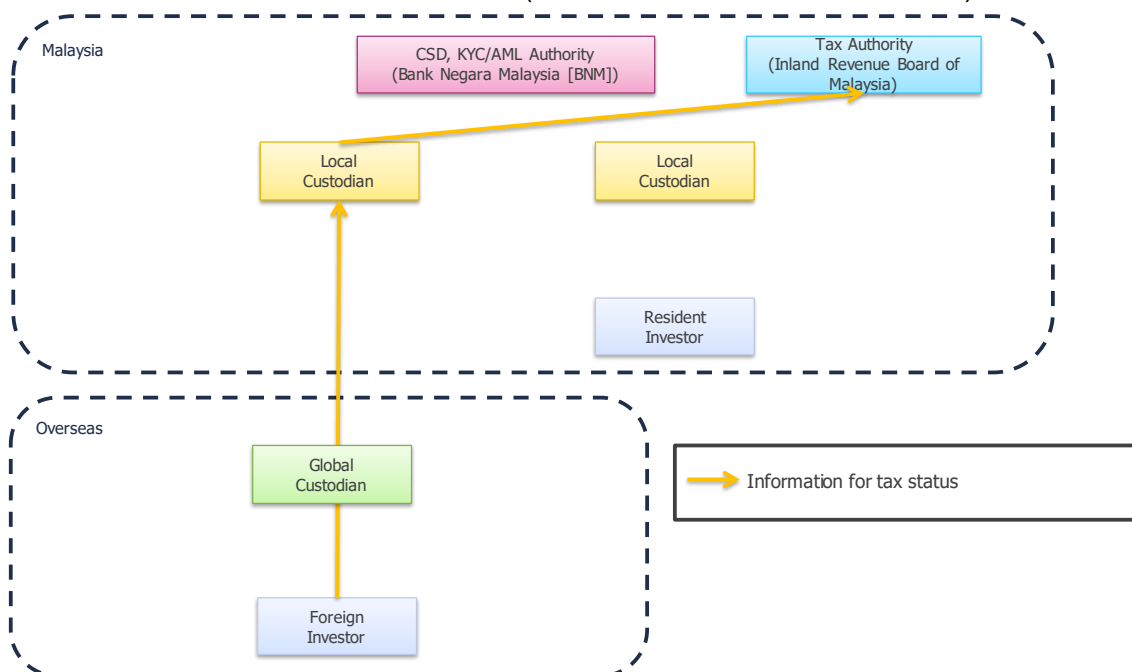 Malaysia
CSD, KYC/AML Authority
(Bank Negara Malaysia [BNM])
Tax Authority
(Inland Revenue Board of
Malaysia)
Local
Custodian
Local
Custodian
Resident
Investor
Overseas
Global
Custodian
Information for tax status
Foreign
Investor